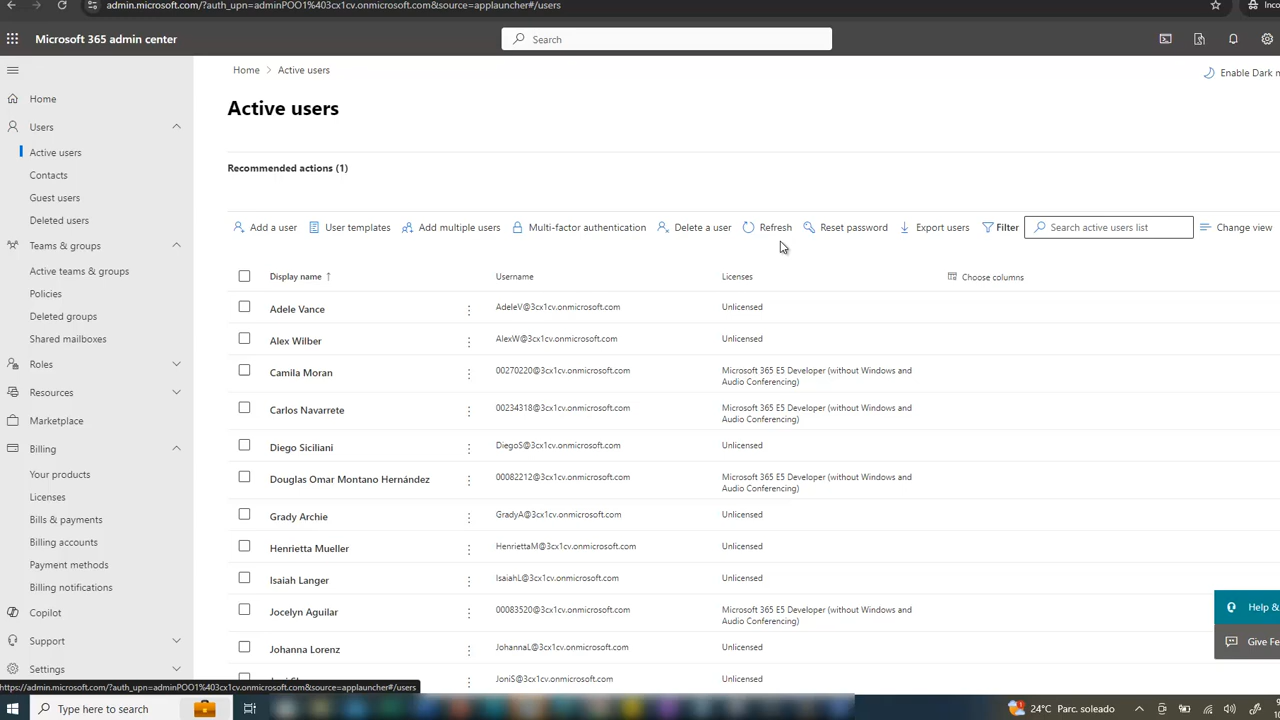 admin.microsoft.com/?auth_upn=adminPOO1%403cx1cv.onmicrosoft.com&source=applauncher#/users
Microsoft 365 admin center
Search
Home > Active users
Enable Dark m
Active users
Recommended actions (1)
Add a user
User templates
Add multiple users
Multi-factor authentication
Delete a user
Refresh
Reset password
Export users
Filter
Search active users list
Change view
Home
Users
Active users
Contacts
Guest users
Deleted users
Teams & groups
Active teams & groups
Policies
Deleted groups
Shared mailboxes
Roles
Resources
Marketplace
Billing
Your products
Licenses
Bills & payments
Billing accounts
Payment methods
Billing notifications
Copilot
Support
Settings
Display name ↑ Username Licenses Choose columns
Adele Vance AdeleV@3cx1cv.onmicrosoft.com Unlicensed
Alex Wilber AlexW@3cx1cv.onmicrosoft.com Unlicensed
Camila Moran 00270220@3cx1cv.onmicrosoft.com Microsoft 365 E5 Developer (without Windows and
Audio Conferencing)
Carlos Navarrete 00234318@3cx1cv.onmicrosoft.com Microsoft 365 E5 Developer (without Windows and
Audio Conferencing)
Diego Siciliani DiegoS@3cx1cv.onmicrosoft.com Unlicensed
Douglas Omar Montano Hernández 00082212@3cx1cv.onmicrosoft.com Microsoft 365 E5 Developer (without Windows and
Audio Conferencing)
Grady Archie GradyA@3cx1cv.onmicrosoft.com Unlicensed
Henrietta Mueller HenriettaM@3cx1cv.onmicrosoft.com Unlicensed
Isaiah Langer IsaiahL@3cx1cv.onmicrosoft.com Unlicensed
Jocelyn Aguilar 00083520@3cx1cv.onmicrosoft.com Microsoft 365 E5 Developer (without Windows and
Audio Conferencing)
Johanna Lorenz JohannaL@3cx1cv.onmicrosoft.com Unlicensed
JoniS@3cx1cv.onmicrosoft.com Unlicensed
Help &
Give Fe
https://admin.microsoft.com/?auth_upn=adminPOO1%403cx1cv.onmicrosoft.com&source=applauncher#/users
Type here to search
24°C Parc. soleado